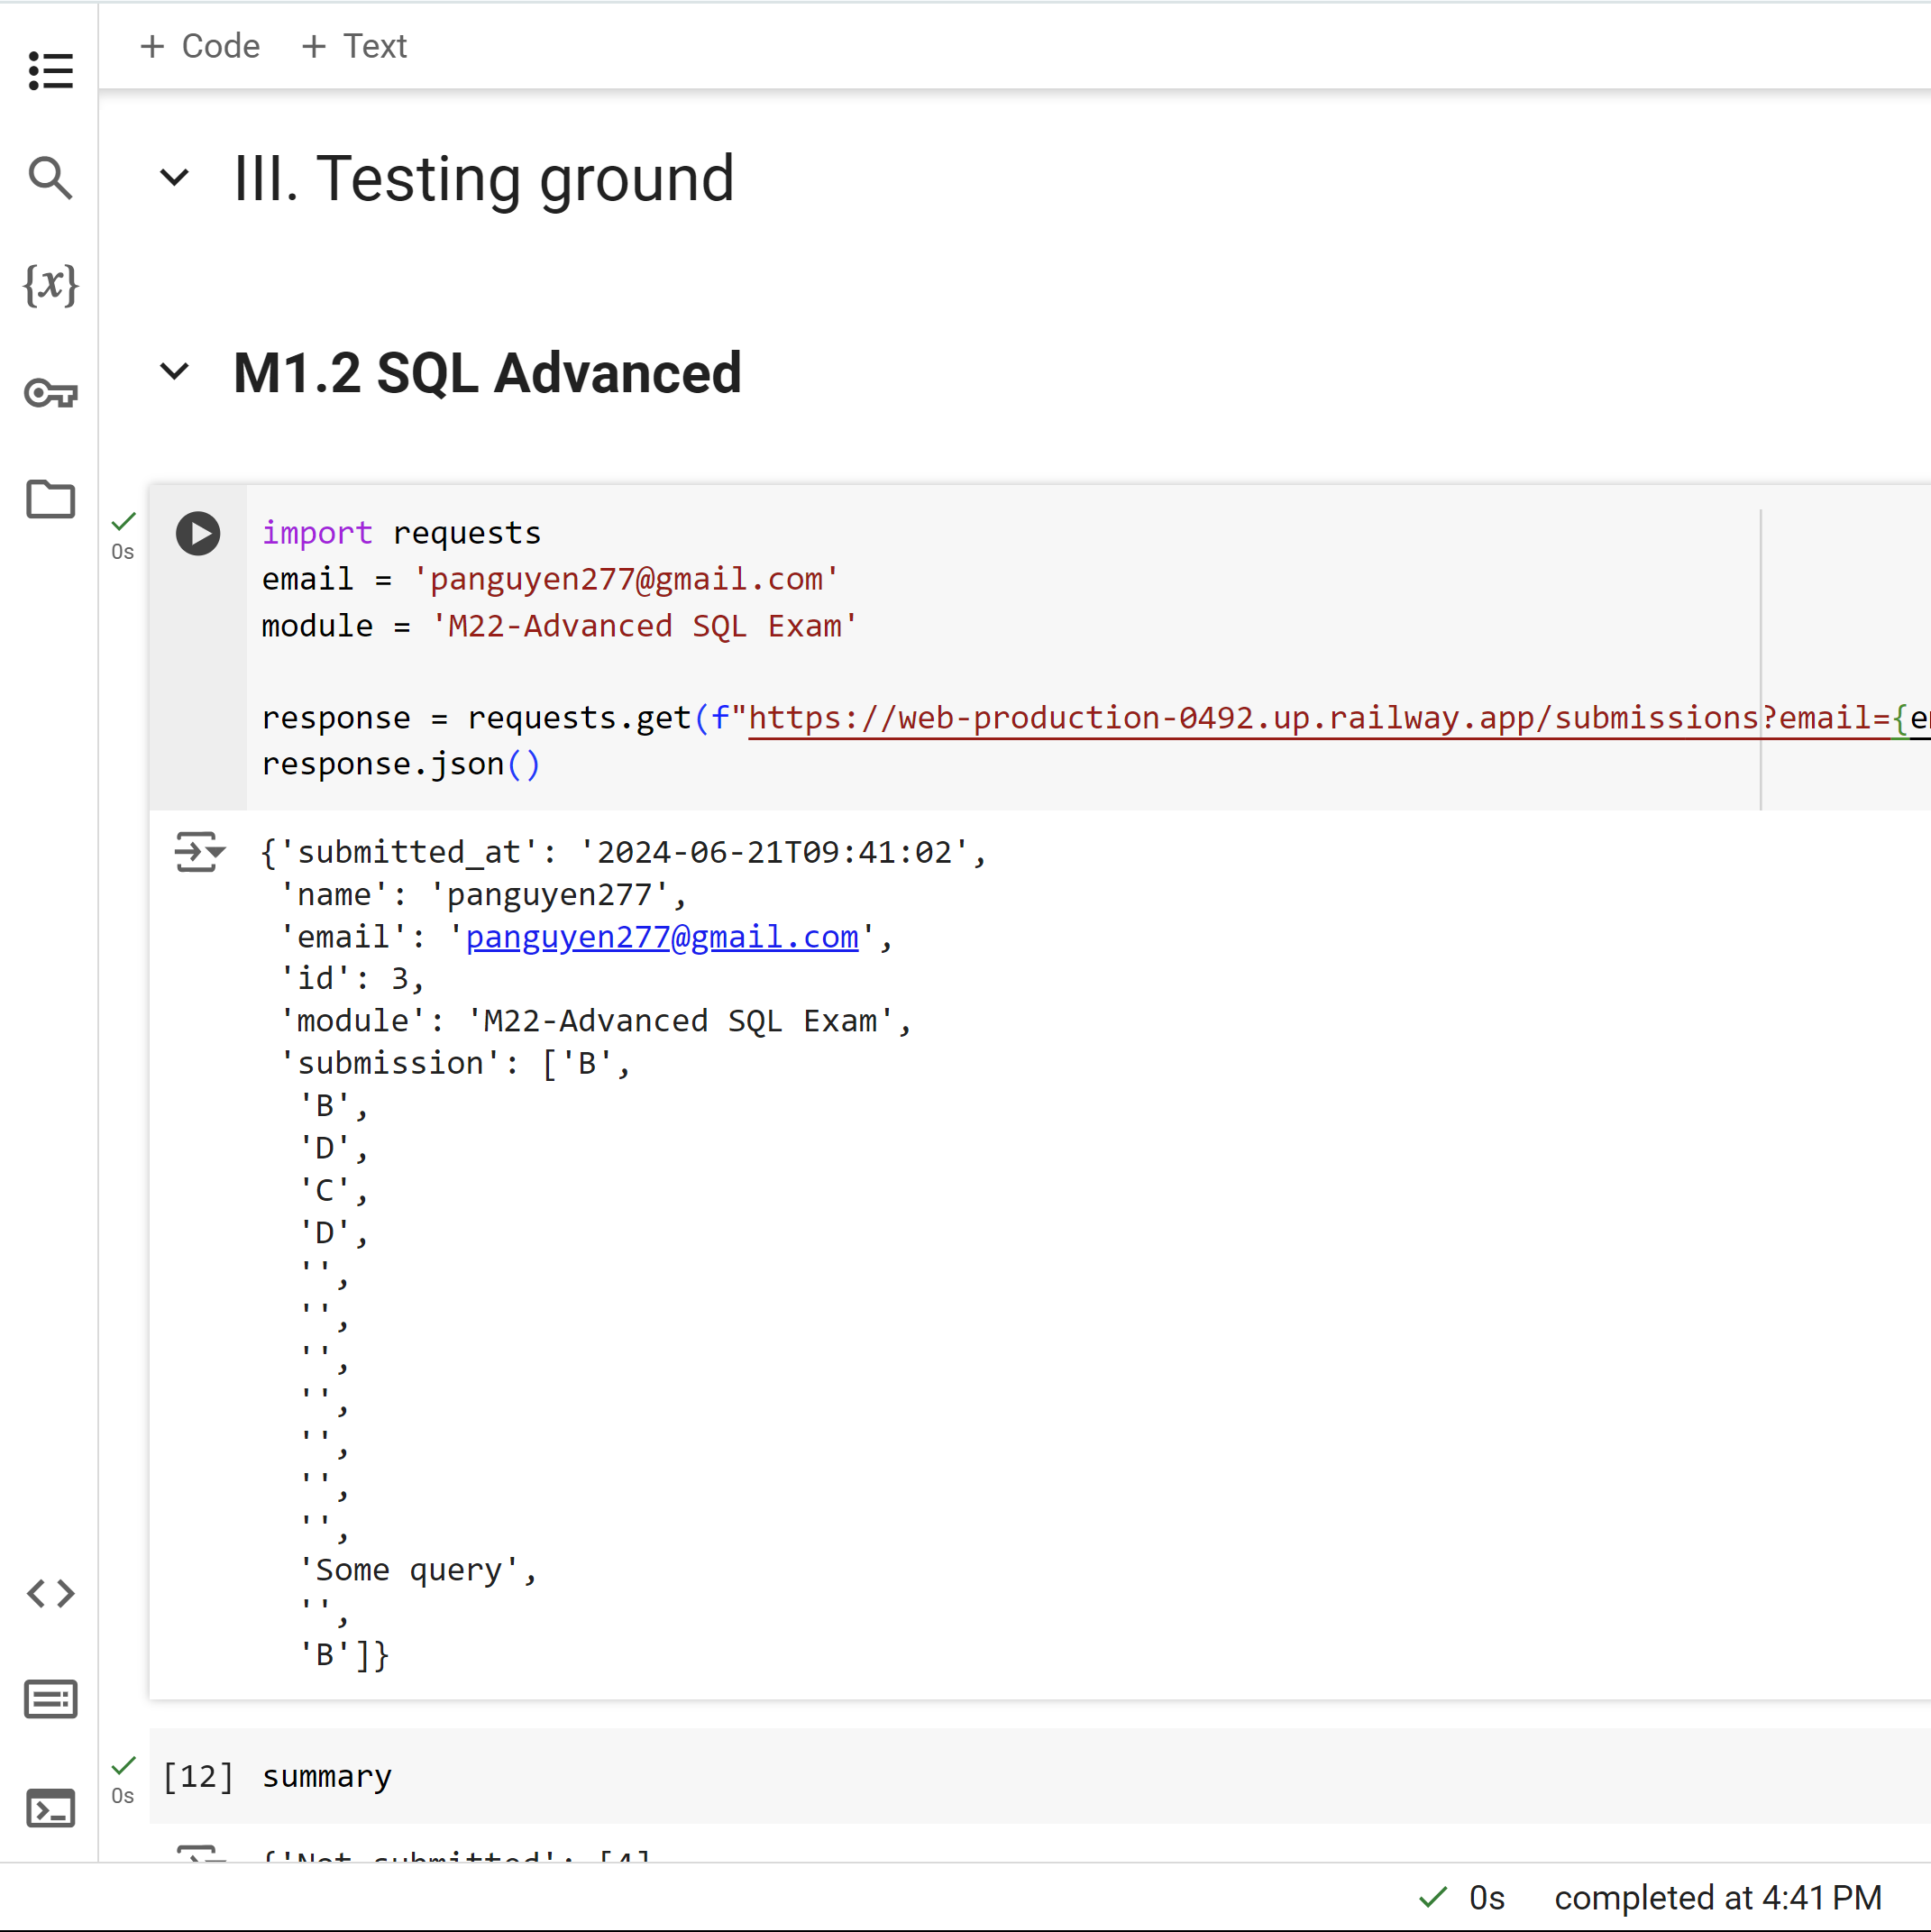 + Code + Text
III. Testing ground
{x}
M1.2 SQL Advanced
0s
import requests
email = 'panguyen277@gmail.com'
module = 'M22-Advanced SQL Exam'
response = requests.get(f"https://web-production-0492.up.railway.app/submissions?email={e
response.json()
{'submitted_at': '2024-06-21T09:41:02',
'name': 'panguyen277',
'email': 'panguyen277@gmail.com',
'id': 3,
'module': 'M22-Advanced SQL Exam',
'submission': ['B',
'B',
'D',
'C',
'D',
'',
'',
'',
'',
'',
'',
'',
'Some query',
'',
'B']}
[12] summary
0s
{'Not submitted': [4]
0s completed at 4:41 PM